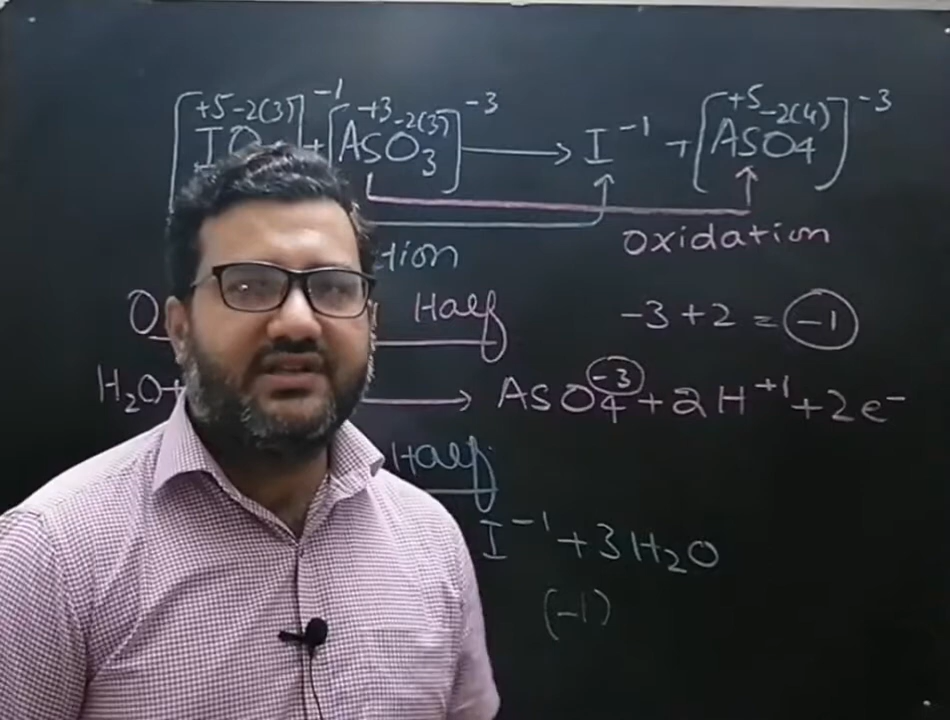 [+5-2(3) IO ]-1 + [+3-2(3) ASO3]-3 → I-1 + [+5-2(4) ASO4]-3
tion
oxidation
O Half
-3+2 = -1
H2O+ → ASO4-3 + 2H+1 + 2e-
Half
I-1 + 3H2O
(-1)